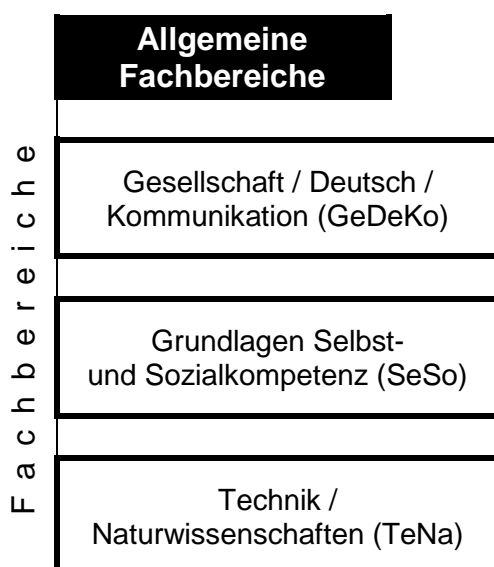 Allgemeine
Fachbereiche
Fachbereiche
Gesellschaft / Deutsch /
Kommunikation (GeDeKo)
Grundlagen Selbst-
und Sozialkompetenz (SeSo)
Technik /
Naturwissenschaften (TeNa)